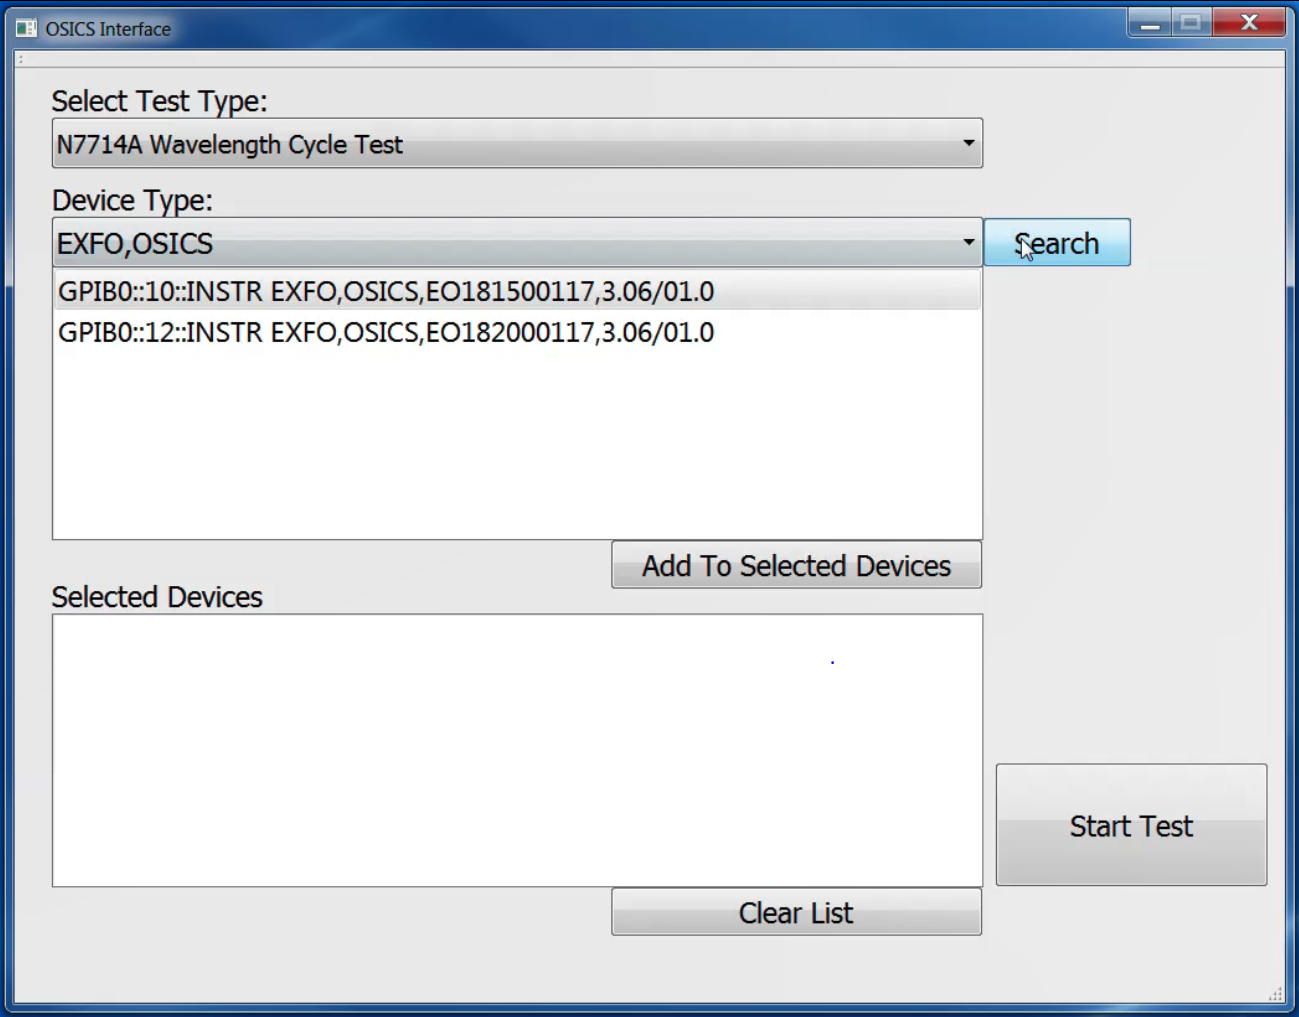 OSICS Interface
Select Test Type:
N7714A Wavelength Cycle Test
Device Type:
EXFO,OSICS
Search
GPIB0::10::INSTR EXFO,OSICS,EO181500117,3.06/01.0
GPIB0::12::INSTR EXFO,OSICS,EO182000117,3.06/01.0
Add To Selected Devices
Selected Devices
Start Test
Clear List